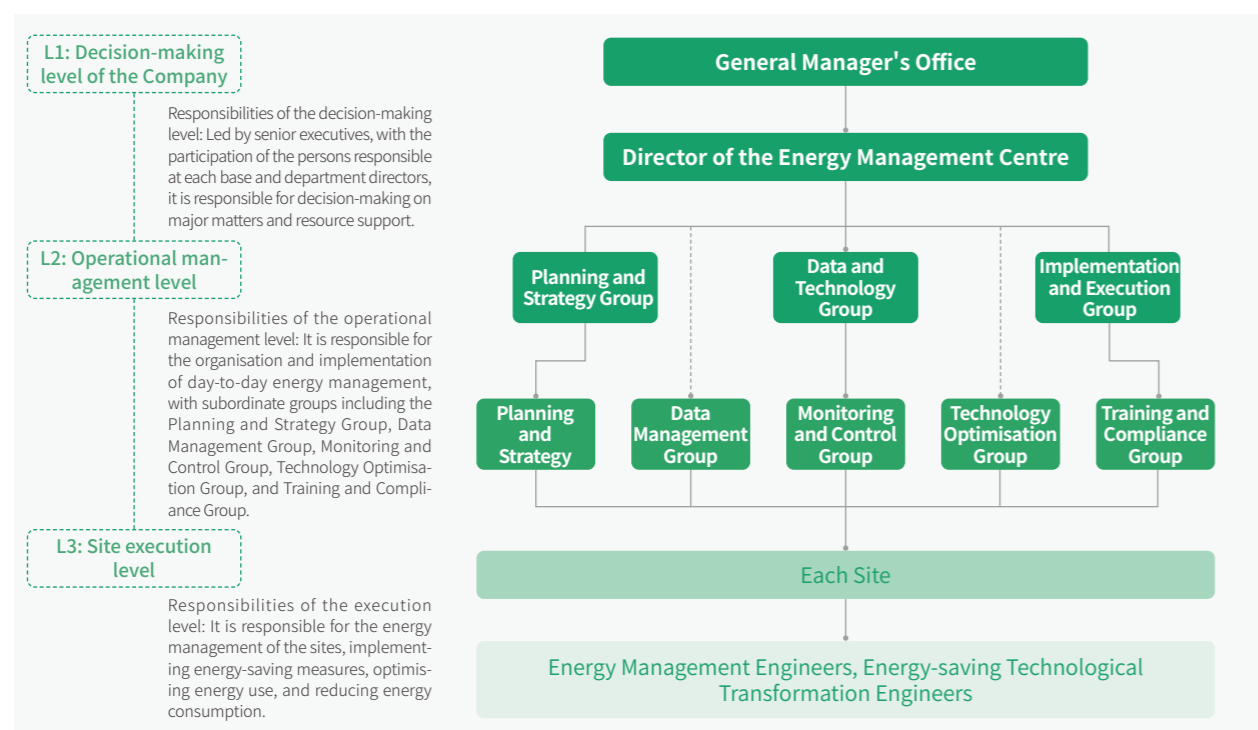 L1: Decision-making
level of the Company
Responsibilities of the decision-making
level: Led by senior executives, with the
participation of the persons responsible
at each base and department directors,
it is responsible for decision-making on
major matters and resource support.
L2: Operational man-
agement level
Responsibilities of the operational
management level: It is responsible for
the organisation and implementation
of day-to-day energy management,
with subordinate groups including the
Planning and Strategy Group, Data
Management Group, Monitoring and
Control Group, Technology Optimisa-
tion Group, and Training and Compli-
ance Group.
L3: Site execution
level
Responsibilities of the execution
level: It is responsible for the energy
management of the sites, implement-
ing energy-saving measures, optimis-
ing energy use, and reducing energy
consumption.
General Manager's Office
Director of the Energy Management Centre
Planning and
Strategy Group
Data and
Technology
Group
Implementation
and Execution
Group
Planning
and
Strategy
Data
Management
Group
Monitoring
and Control
Group
Technology
Optimisation
Group
Training and
Compliance
Group
Each Site
Energy Management Engineers, Energy-saving Technological
Transformation Engineers